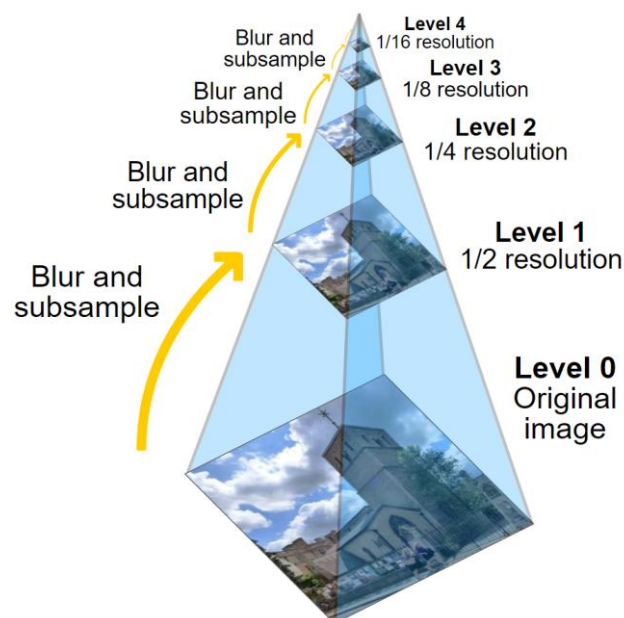 Level 4
1/16 resolution
Blur and
subsample
Level 3
1/8 resolution
Blur and
subsample
Level 2
1/4 resolution
Blur and
subsample
Level 1
1/2 resolution
Blur and
subsample
Level 0
Original
image